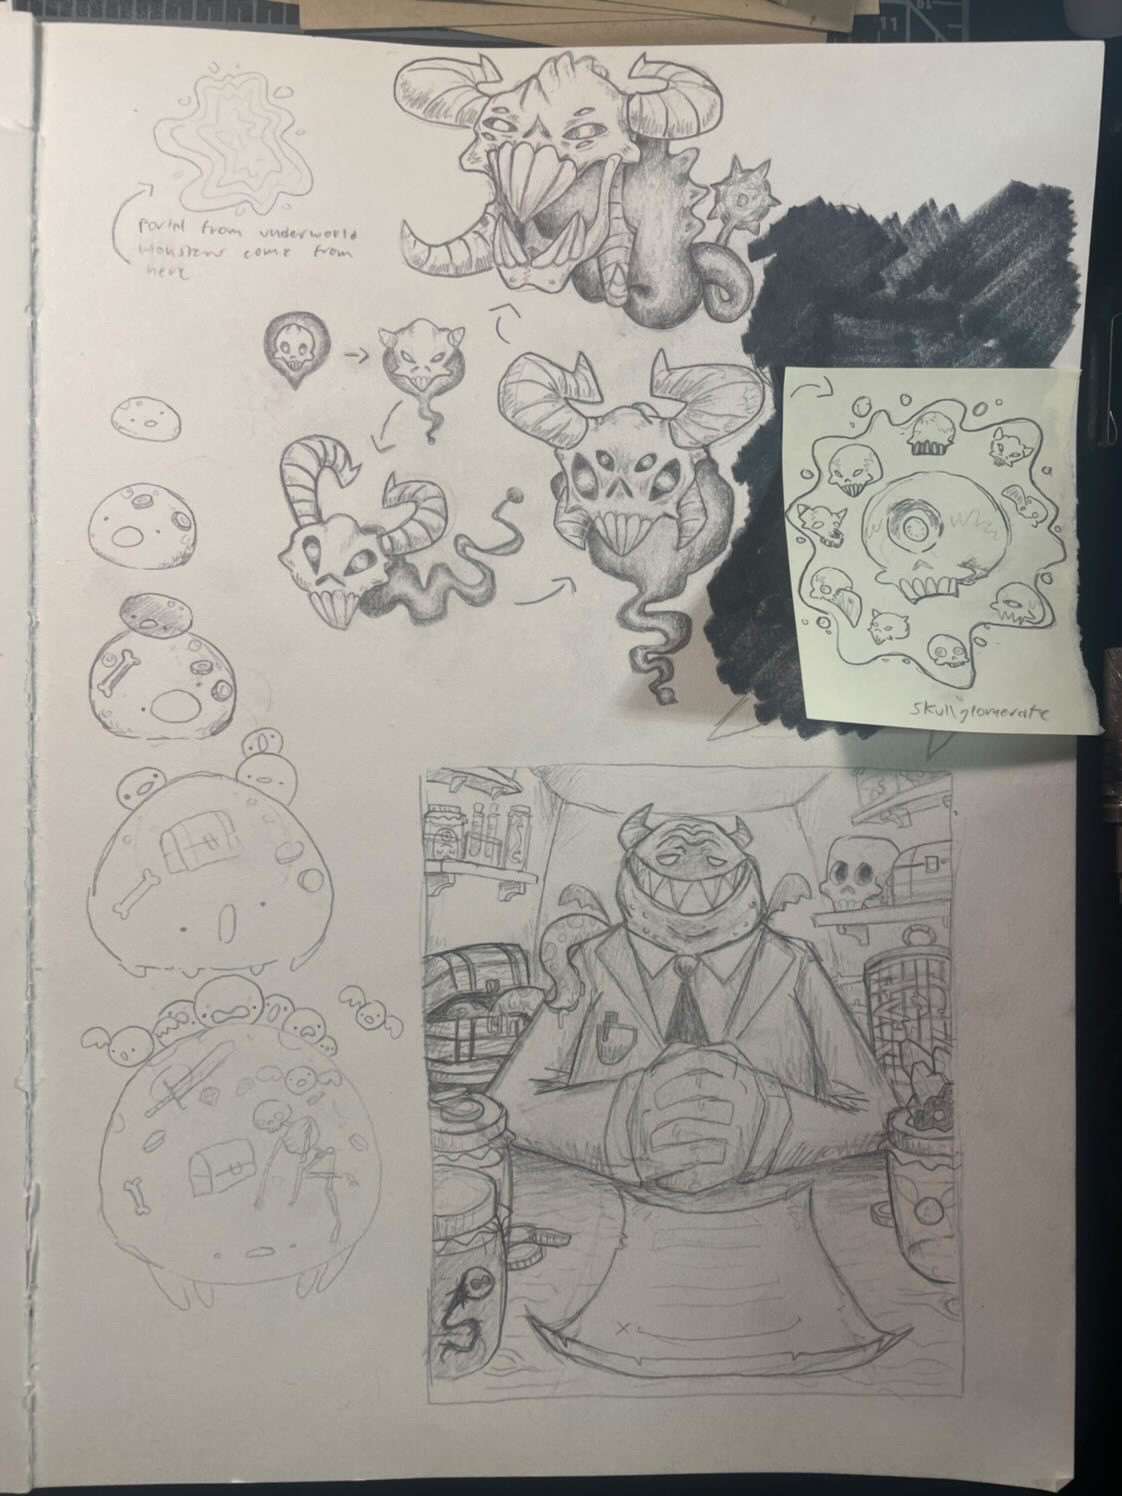 Portal from underworld
Monsters come from
here
Skullglomerate
x